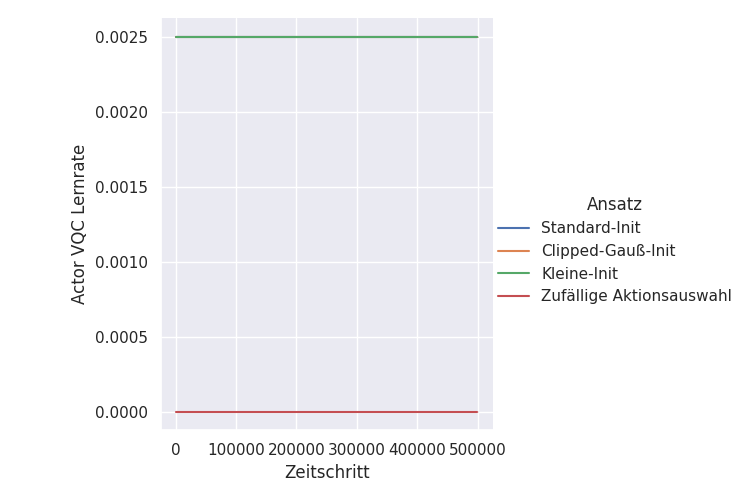 0.0025
0.0020
0.0015
0.0010
0.0005
0.0000
Actor VQC Lernrate
0 100000 200000 300000 400000 500000
Zeitschritt
Ansatz
Standard-Init
Clipped-Gauß-Init
Kleine-Init
Zufällige Aktionsauswahl